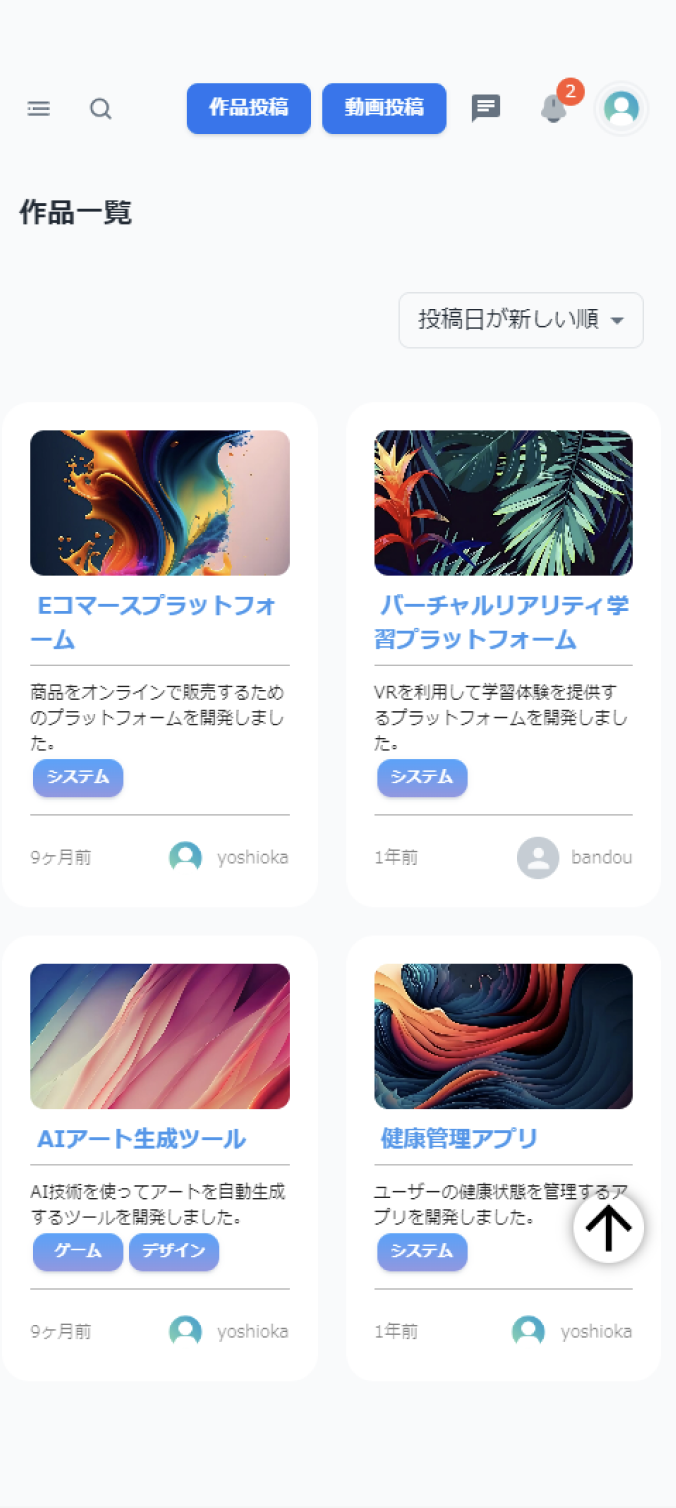 作品投稿 動画投稿 2
作品一覧
投稿日が新しい順
Eコマースプラットフォ
ーム
商品をオンラインで販売するため
のプラットフォームを開発しまし
た。
システム
9ヶ月前 yoshioka
バーチャルリアリティ学
習プラットフォーム
VRを利用して学習体験を提供す
るプラットフォームを開発しまし
た。
システム
1年前 bandou
AIアート生成ツール
AI技術を使ってアートを自動生成
するツールを開発しました。
ゲーム デザイン
9ヶ月前 yoshioka
健康管理アプリ
ユーザーの健康状態を管理するア
プリを開発しました。
システム
1年前 yoshioka